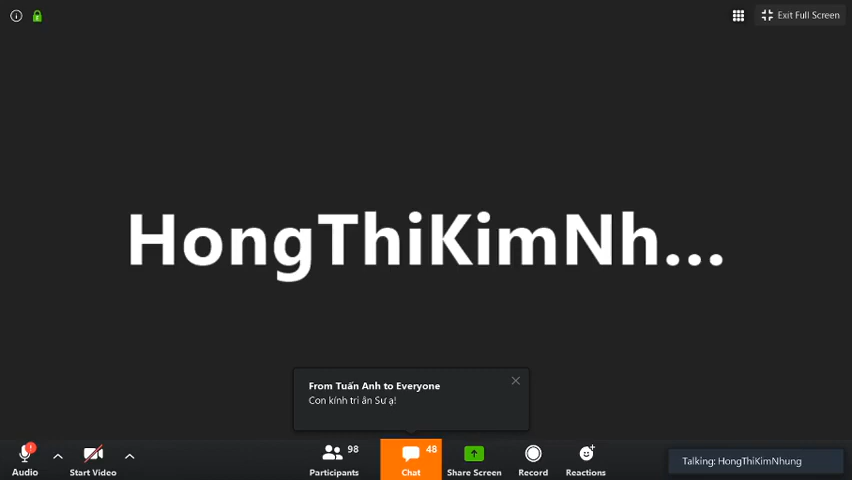 Exit Full Screen
HongThiKimNh...
From Tuấn Anh to Everyone
Con kính tri ân Sư ạ!
98
48
Audio
Start Video
Participants
Chat
Share Screen
Record
Reactions
Talking: HongThiKimNhung